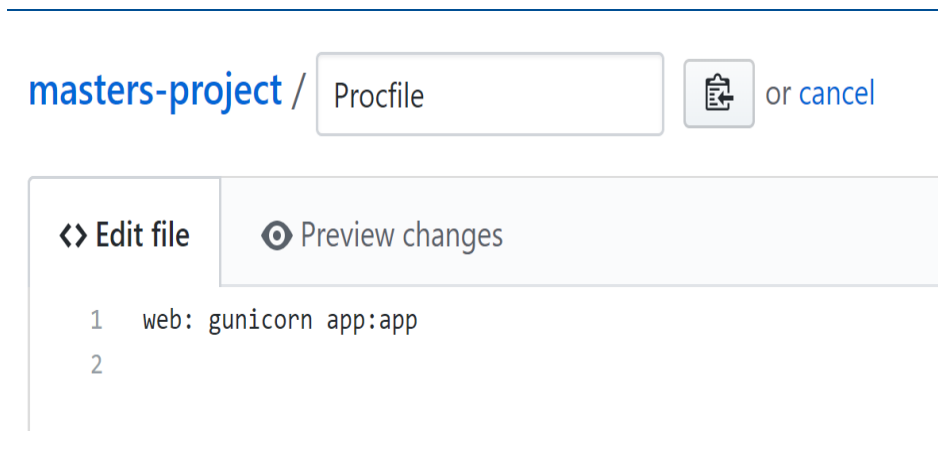 masters-project / Procfile or cancel
<> Edit file Preview changes
1 web: gunicorn app:app
2